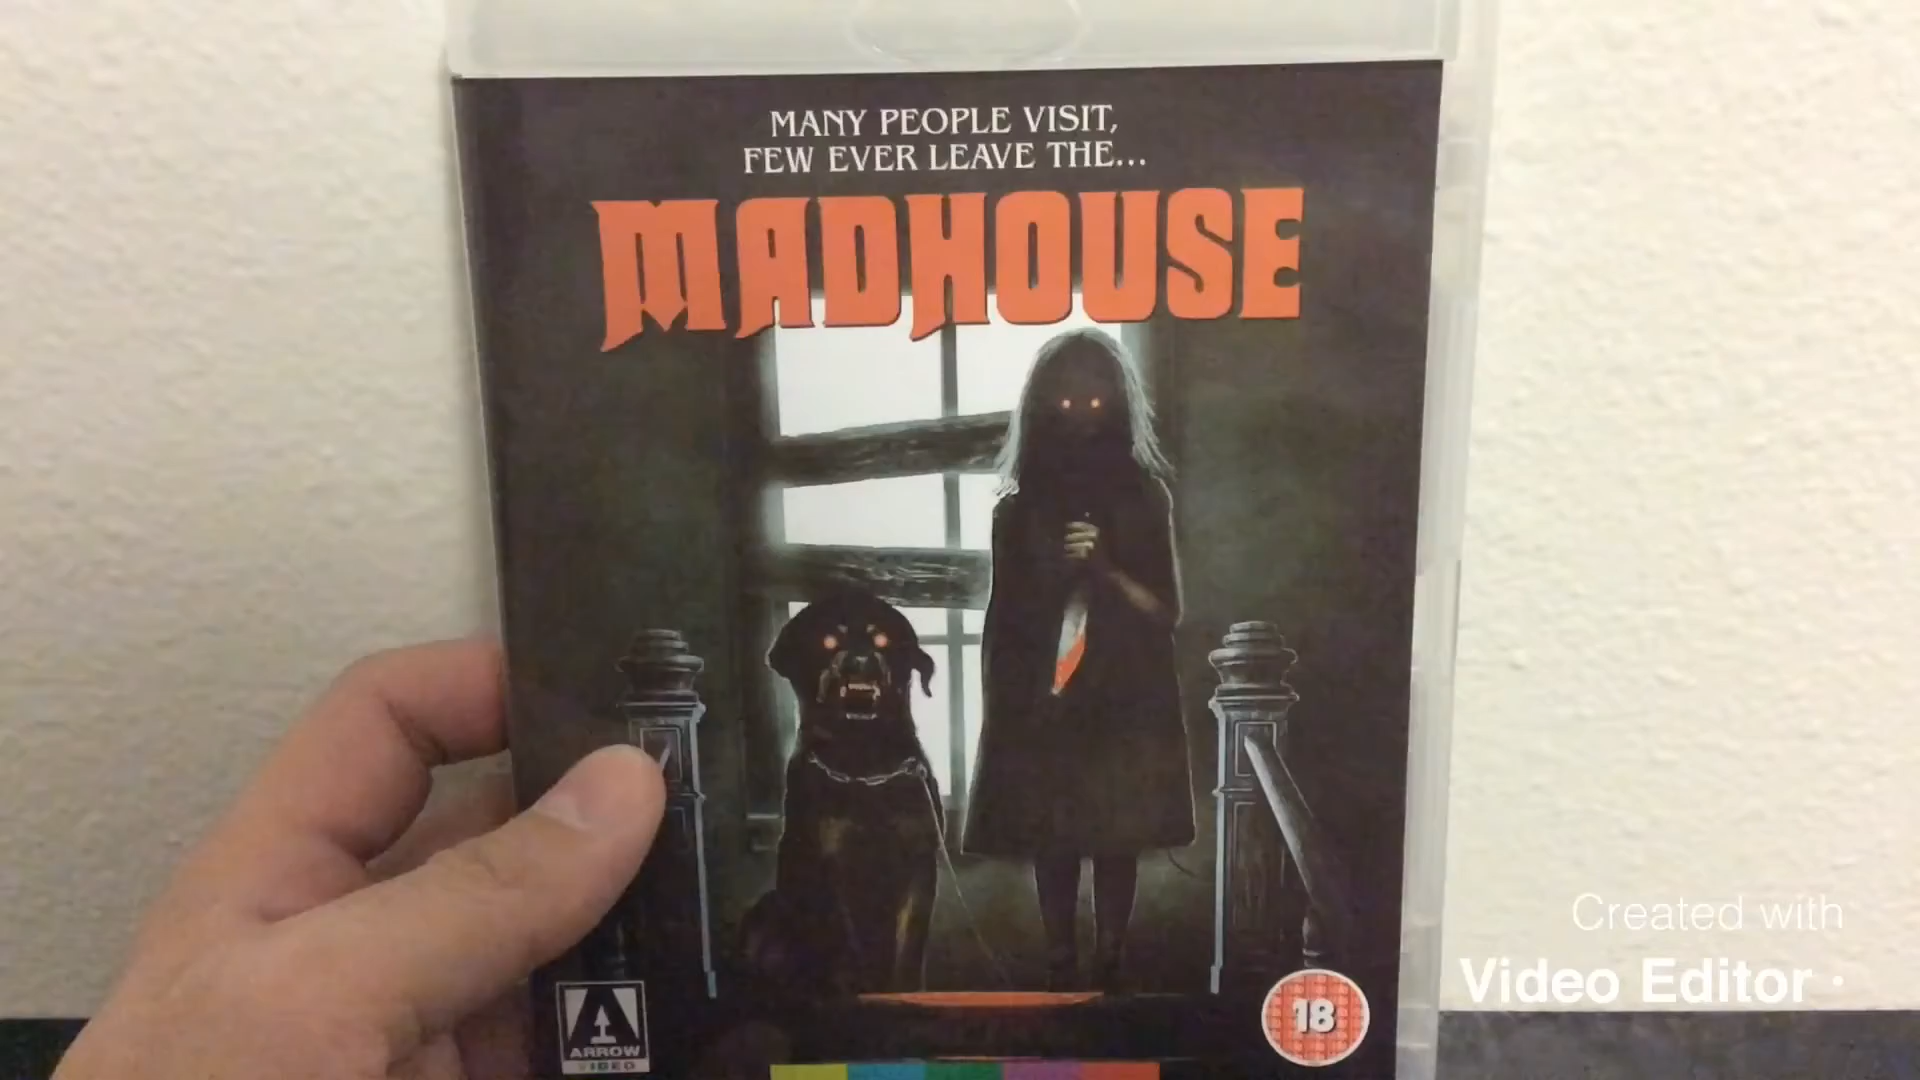 MANY PEOPLE VISIT,
FEW EVER LEAVE THE...
MADHOUSE
Created with
Video Editor
ARROW
VIDEO
18